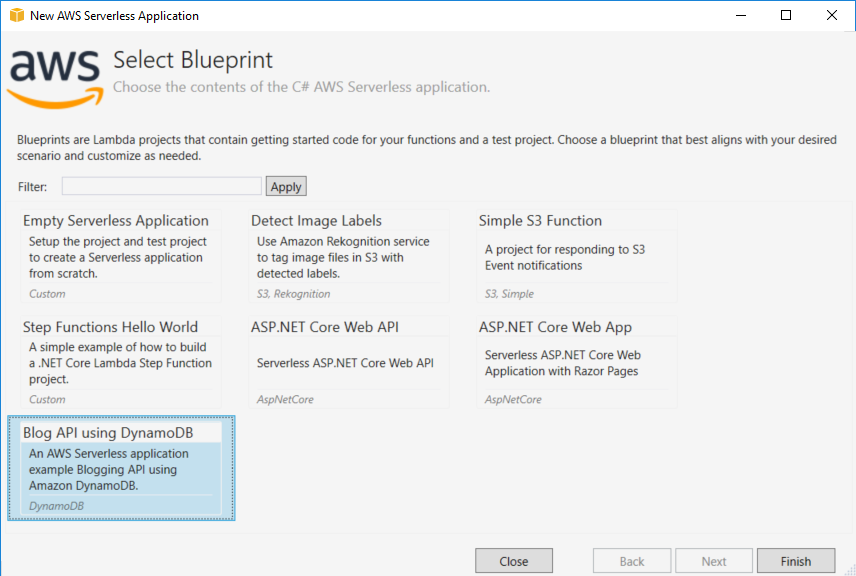 New AWS Serverless Application
aws
Select Blueprint
Choose the contents of the C# AWS Serverless application.
Blueprints are Lambda projects that contain getting started code for your functions and a test project. Choose a blueprint that best aligns with your desired
scenario and customize as needed.
Filter:
Apply
Empty Serverless Application
Setup the project and test project
to create a Serverless application
from scratch.
Custom
Detect Image Labels
Use Amazon Rekognition service
to tag image files in S3 with
detected labels.
S3, Rekognition
Simple S3 Function
A project for responding to S3
Event notifications
S3, Simple
Step Functions Hello World
A simple example of how to build
a .NET Core Lambda Step Function
project.
Custom
ASP.NET Core Web API
Serverless ASP.NET Core Web API
AspNetCore
ASP.NET Core Web App
Serverless ASP.NET Core Web
Application with Razor Pages
AspNetCore
Blog API using DynamoDB
An AWS Serverless application
example Blogging API using
Amazon DynamoDB.
DynamoDB
Close
Back
Next
Finish